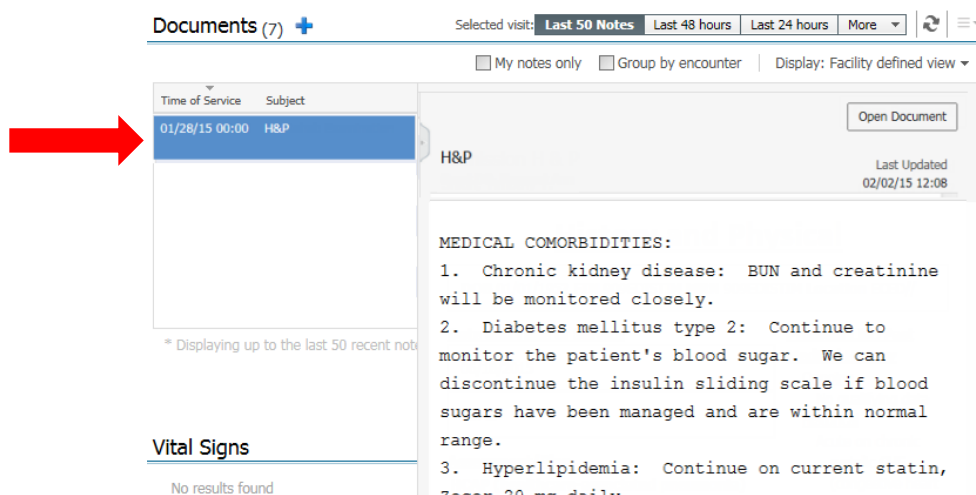 Documents (7)
Selected visit: Last 50 Notes Last 48 hours Last 24 hours More
My notes only Group by encounter Display: Facility defined view
Time of Service Subject
01/28/15 00:00 H&P
* Displaying up to the last 50 recent
Vital Signs
No results found
Open Document
H&P
Last Updated
02/02/15 12:08
MEDICAL COMORBIDITIES:
1. Chronic kidney disease: BUN and creatinine
will be monitored closely.
2. Diabetes mellitus type 2: Continue to
monitor the patient's blood sugar. We can
discontinue the insulin sliding scale if blood
sugars have been managed and are within normal
range.
3. Hyperlipidemia: Continue on current statin,